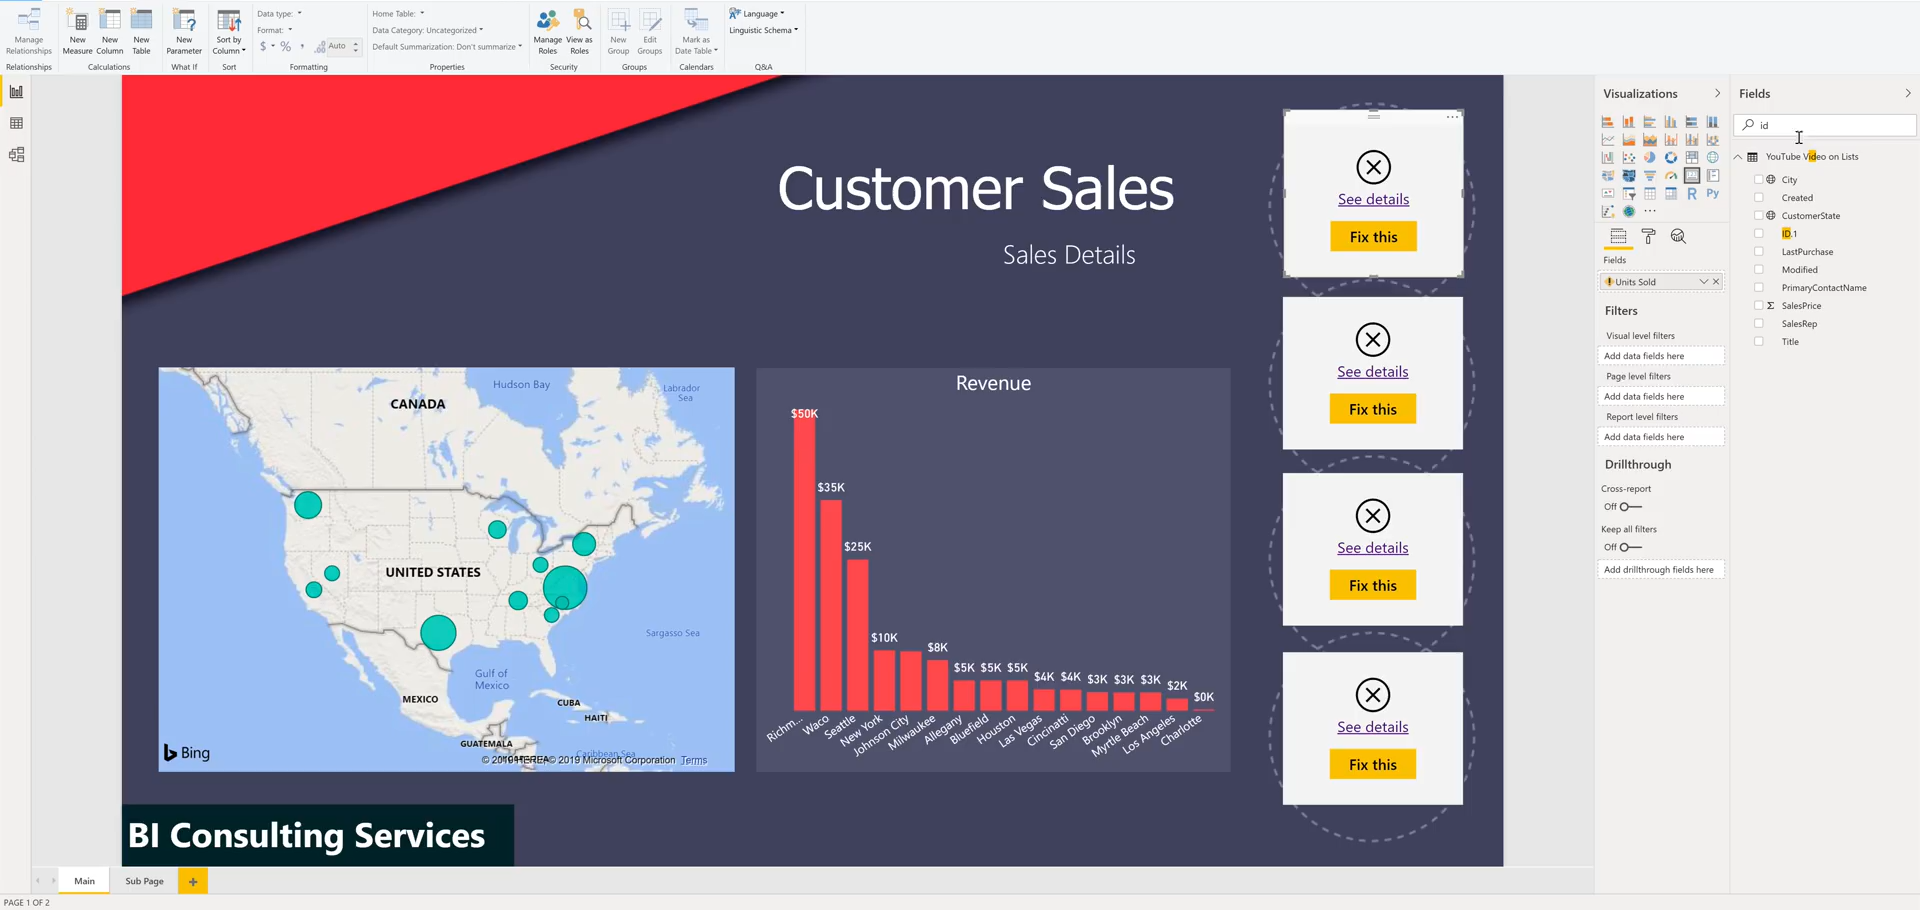 Manage
Relationships
Relationships
New
Measure
New
Column
New
Table
Calculations
New
Parameter
What If
Sort by
Column
Sort
Data type:
Format:
$ % , Auto
Formatting
Home Table:
Data Category: Uncategorized
Default Summarization: Don't summarize
Properties
Manage
Roles
View as
Roles
Security
New
Group
Edit
Groups
Groups
Mark as
Date Table
Calendars
Language
Linguistic Schema
Q&A
Customer Sales
Sales Details
See details
Fix this
See details
Fix this
See details
Fix this
See details
Fix this
Hudson Bay
Labrador
Sea
CANADA
UNITED STATES
Sargasso Sea
Gulf of
Mexico
MEXICO
CUBA
HAITI
GUATEMALA
Caribbean Sea
Bing
© 2019 Microsoft Corporation Terms
Revenue
$50K
$35K
$25K
$10K
$8K
$5K $5K $5K
$4K $4K $3K $3K $3K
$2K
$0K
Richm...
Waco
Seattle
New York
Johnson City
Milwaukee
Allegany
Bluefield
Houston
Las Vegas
Cincinatti
San Diego
Brooklyn
Myrtle Beach
Los Angeles
Charlotte
BI Consulting Services
Main
Sub Page
PAGE 1 OF 2
Visualizations
R
Py
Fields
Units Sold
Filters
Visual level filters
Add data fields here
Page level filters
Add data fields here
Report level filters
Add data fields here
Drillthrough
Cross-report
Off
Keep all filters
Off
Add drillthrough fields here
Fields
id
YouTube Video on Lists
City
Created
CustomerState
ID.1
LastPurchase
Modified
PrimaryContactName
SalesPrice
SalesRep
Title